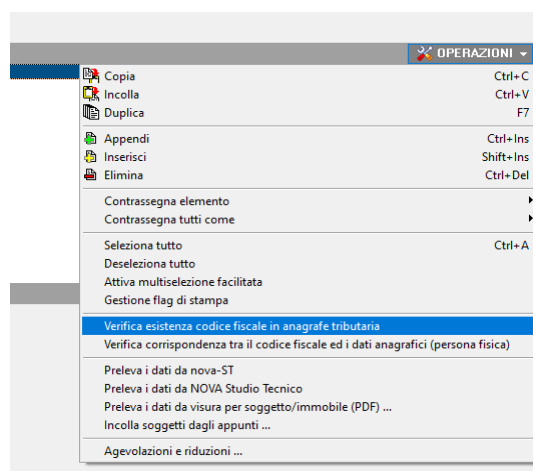 OPERAZIONI
Copia Ctrl+C
Incolla Ctrl+V
Duplica F7
Appendi Ctrl+Ins
Inserisci Shift+Ins
Elimina Ctrl+Del
Contrassegna elemento
Contrassegna tutti come
Seleziona tutto Ctrl+A
Deseleziona tutto
Attiva multiselezione facilitata
Gestione flag di stampa
Verifica esistenza codice fiscale in anagrafe tributaria
Verifica corrispondenza tra il codice fiscale ed i dati anagrafici (persona fisica)
Preleva i dati da nova-ST
Preleva i dati da NOVA Studio Tecnico
Preleva i dati da visura per soggetto/immobile (PDF) ...
Incolla soggetti dagli appunti ...
Agevolazioni e riduzioni ...